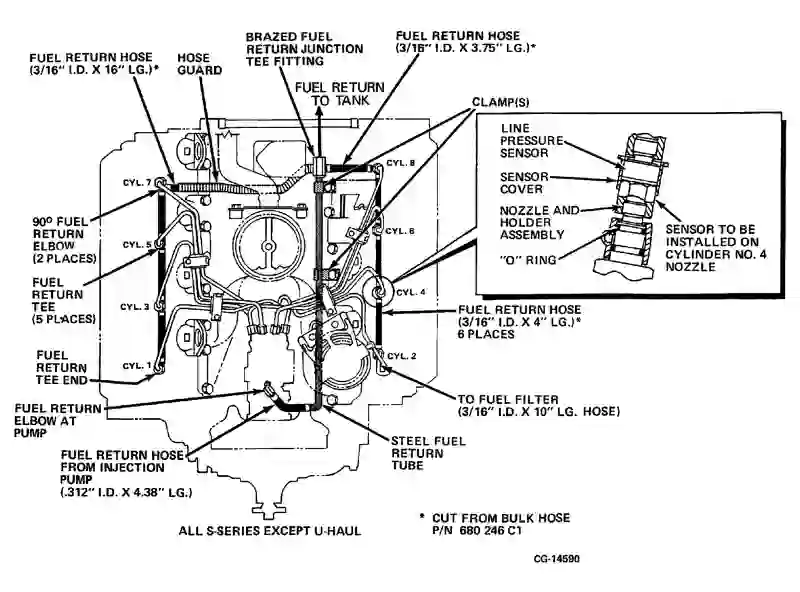 BRAZED FUEL
RETURN JUNCTION
TEE FITTING
FUEL RETURN HOSE
(3/16" I.D. X 3.75" LG.)*
FUEL RETURN HOSE
(3/16" I.D. X 16" LG.)*
HOSE
GUARD
FUEL RETURN
TO TANK
CLAMP(S)
LINE
PRESSURE
SENSOR
SENSOR
COVER
NOZZLE AND
HOLDER
ASSEMBLY
"O" RING
SENSOR TO BE
INSTALLED ON
CYLINDER NO. 4
NOZZLE
CYL. 7
CYL. 8
90° FUEL
RETURN
ELBOW
(2 PLACES)
CYL. 5
CYL. 6
FUEL
RETURN
TEE
(5 PLACES)
CYL. 3
CYL. 4
FUEL RETURN HOSE
(3/16" I.D. X 4" LG.)*
6 PLACES
FUEL
RETURN
TEE END
CYL. 1
CYL. 2
TO FUEL FILTER
(3/16" I.D. X 10" LG. HOSE)
FUEL RETURN
ELBOW AT
PUMP
STEEL FUEL
RETURN
TUBE
FUEL RETURN HOSE
FROM INJECTION
PUMP
(.312" I.D. X 4.38" LG.)
ALL S-SERIES EXCEPT U-HAUL
* CUT FROM BULK HOSE
P/N 680 246 C1
CG-14590